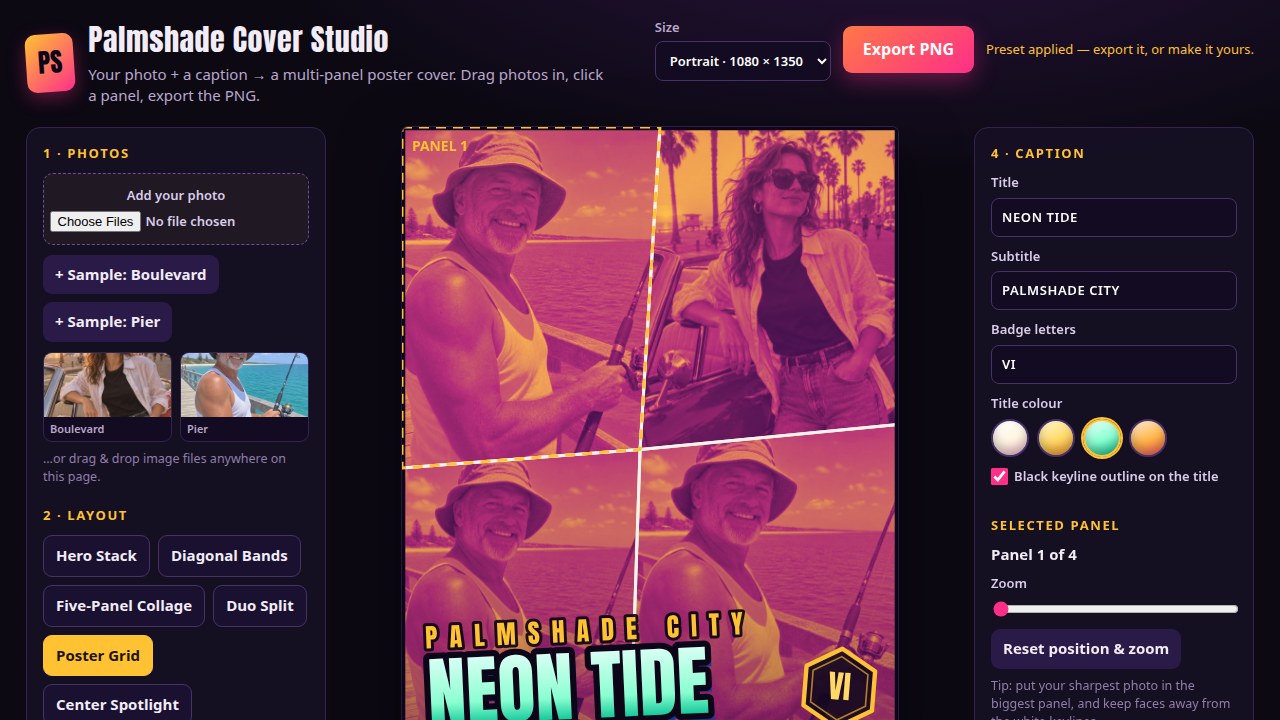 PS
Palmshade Cover Studio
Your photo + a caption → a multi-panel poster cover. Drag photos in, click
a panel, export the PNG.
Size
Portrait · 1080 × 1350
Export PNG
Preset applied — export it, or make it yours.
1 · PHOTOS
Add your photo
Choose Files No file chosen
+ Sample: Boulevard
+ Sample: Pier
Boulevard
Pier
…or drag & drop image files anywhere on
this page.
2 · LAYOUT
Hero Stack
Diagonal Bands
Five-Panel Collage
Duo Split
Poster Grid
Center Spotlight
PANEL 1
PALMSHADE CITY
NEON TIDE
VI
4 · CAPTION
Title
NEON TIDE
Subtitle
PALMSHADE CITY
Badge letters
VI
Title colour
Black keyline outline on the title
SELECTED PANEL
Panel 1 of 4
Zoom
Reset position & zoom
Tip: put your sharpest photo in the
biggest panel, and keep faces away from
the white keylines.